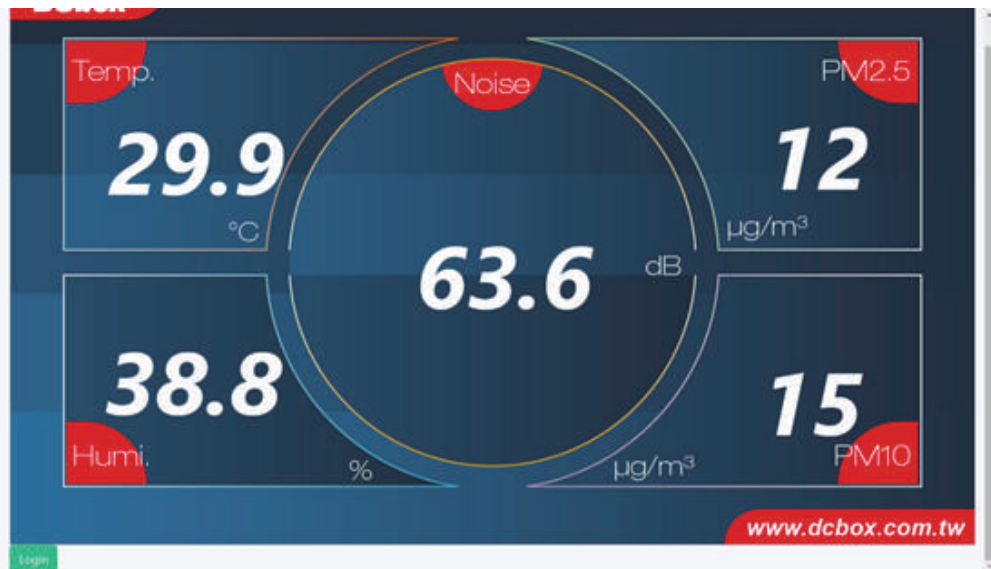 Dcbox
Temp.
29.9
°C
Noise
63.6
dB
PM2.5
12
µg/m³
38.8
Humi.
%
15
PM10
µg/m³
www.dcbox.com.tw
Login